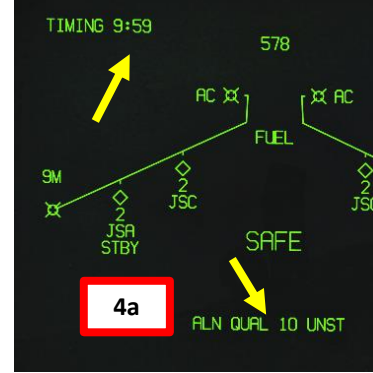 TIMING 9:59
578
AC AC
FUEL
9M
2
JSC
2
JSC
2
JSA
STBY
SAFE
4a
ALN QUAL 10 UNST